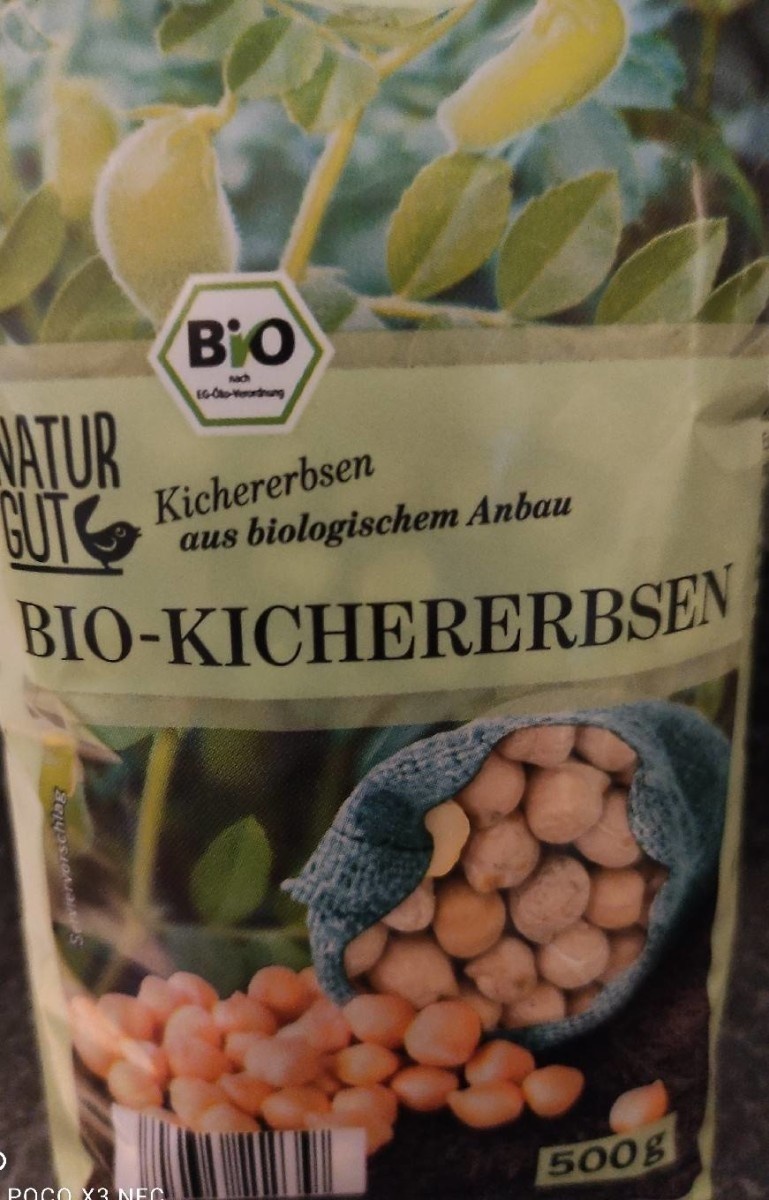 BiO
nach
EG-Öko-Verordnung
NATUR
GUT
Kichererbsen
aus biologischem Anbau
BIO-KICHERERBSEN
Serviervorschlag
500g
POCO X3 NFC